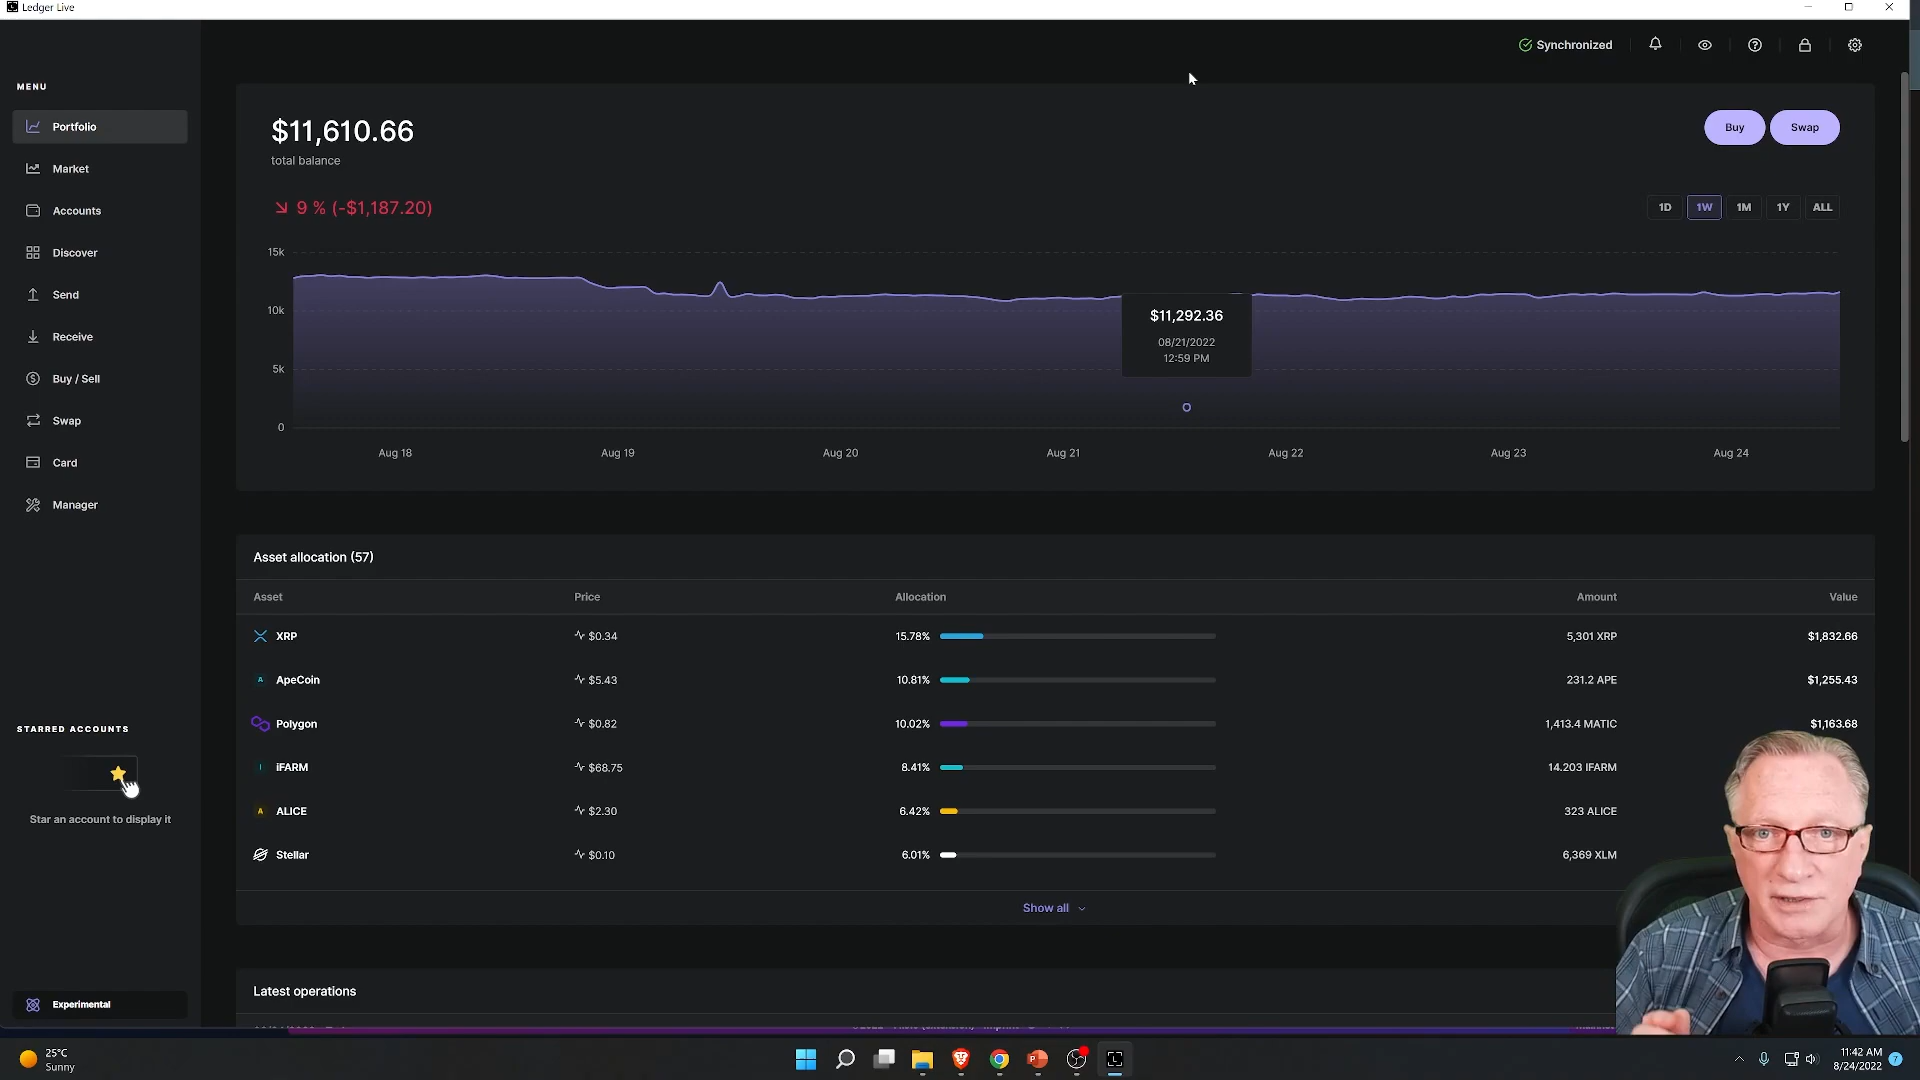 Ledger Live
Synchronized
MENU
Portfolio
Market
Accounts
Discover
Send
Receive
Buy / Sell
Swap
Card
Manager
STARRED ACCOUNTS
Star an account to display it
Experimental
$11,610.66
total balance
Buy
Swap
9 % (-$1,187.20)
1D 1W 1M 1Y ALL
15k
10k
5k
0
$11,292.36
08/21/2022
12:59 PM
Aug 18 Aug 19 Aug 20 Aug 21 Aug 22 Aug 23 Aug 24
Asset allocation (57)
Asset Price Allocation Amount Value
XRP $0.34 15.78% 5,301 XRP $1,832.66
A ApeCoin $5.43 10.81% 231.2 APE $1,255.43
Polygon $0.82 10.02% 1,413.4 MATIC $1,163.68
I iFARM $68.75 8.41% 14.203 IFARM
A ALICE $2.30 6.42% 323 ALICE
Stellar $0.10 6.01% 6,369 XLM
Show all
Latest operations
25°C
Sunny
11:42 AM
8/24/2022
7